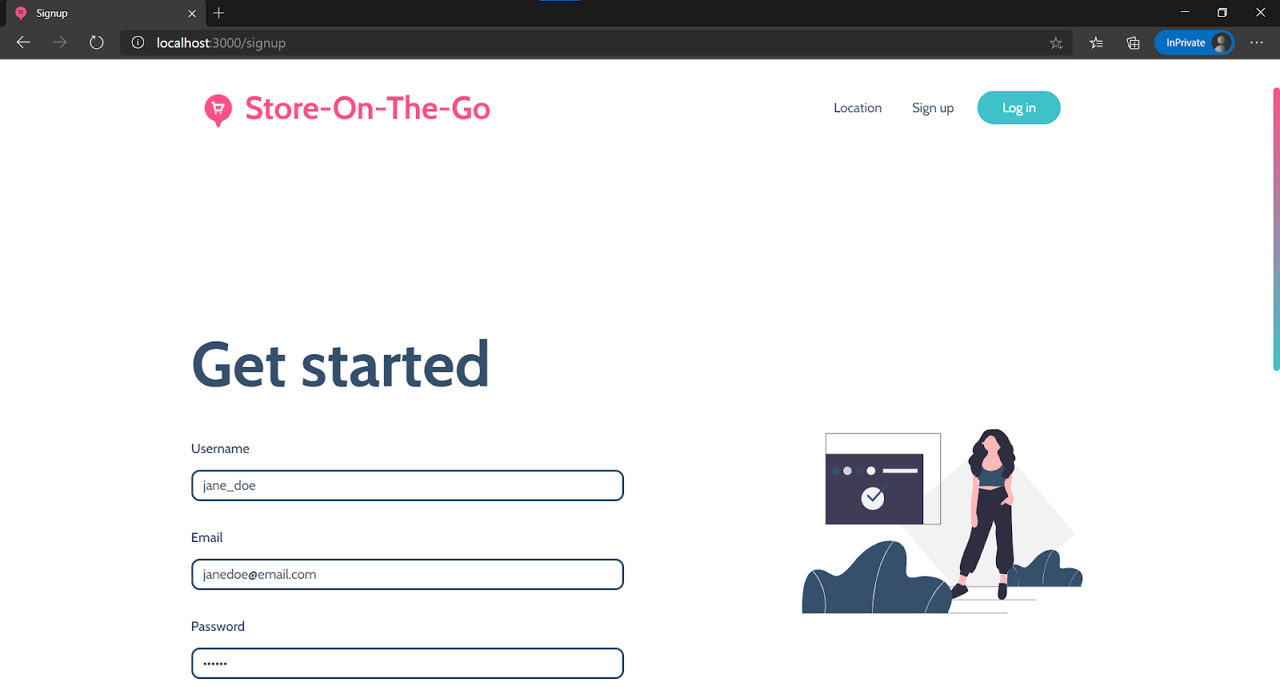 Signup
localhost:3000/signup
InPrivate
Store-On-The-Go
Location
Sign up
Log in
Get started
Username
jane_doe
Email
janedoe@email.com
Password
••••••